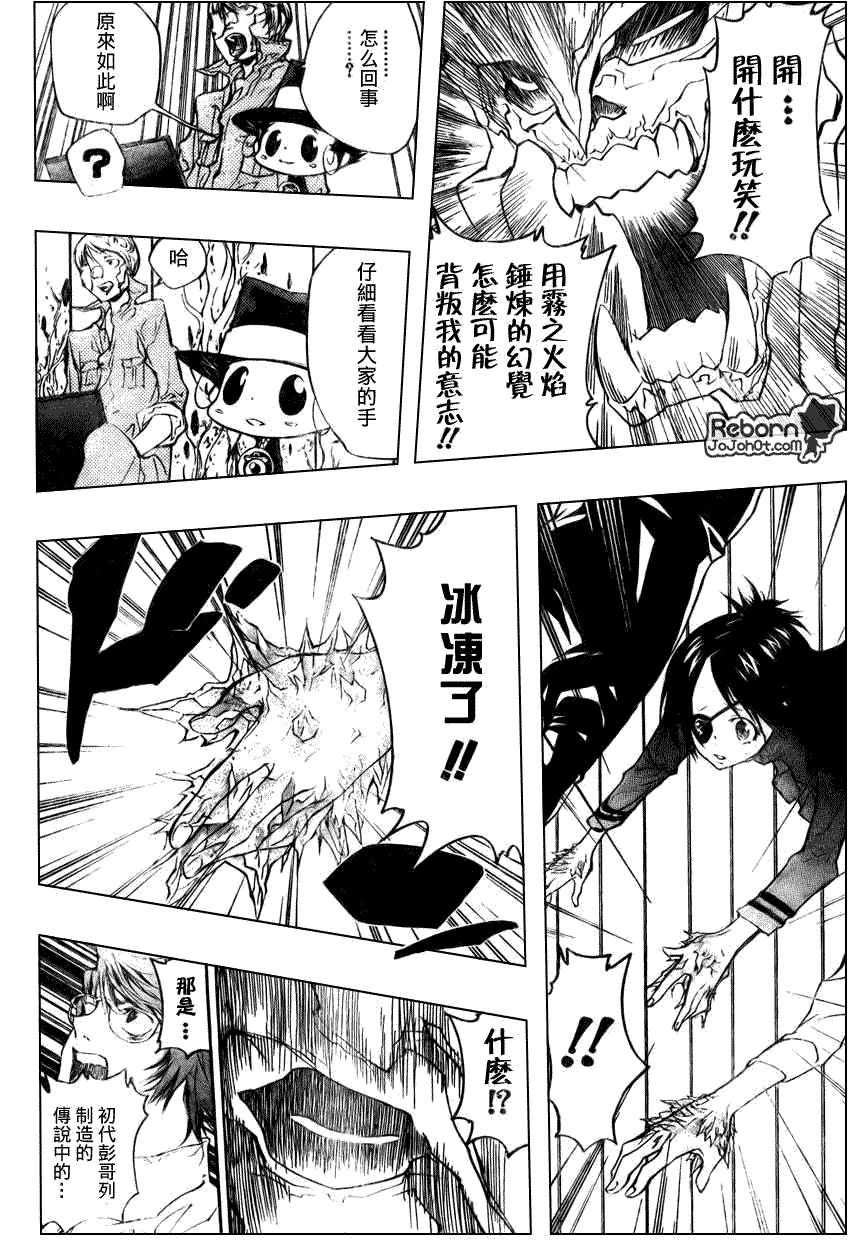 開…
開什麼玩笑!!
用霧之火焰
錘煉的幻覺
怎麼可能
背叛我的意志!!
Reborn
JoJoHOt.com
怎么回事
………?
原來如此啊
?
仔細看看大家的手
哈
!!
冰凍了!!
什麼!?
那是…
初代彭哥列
制造的
傳說中的…